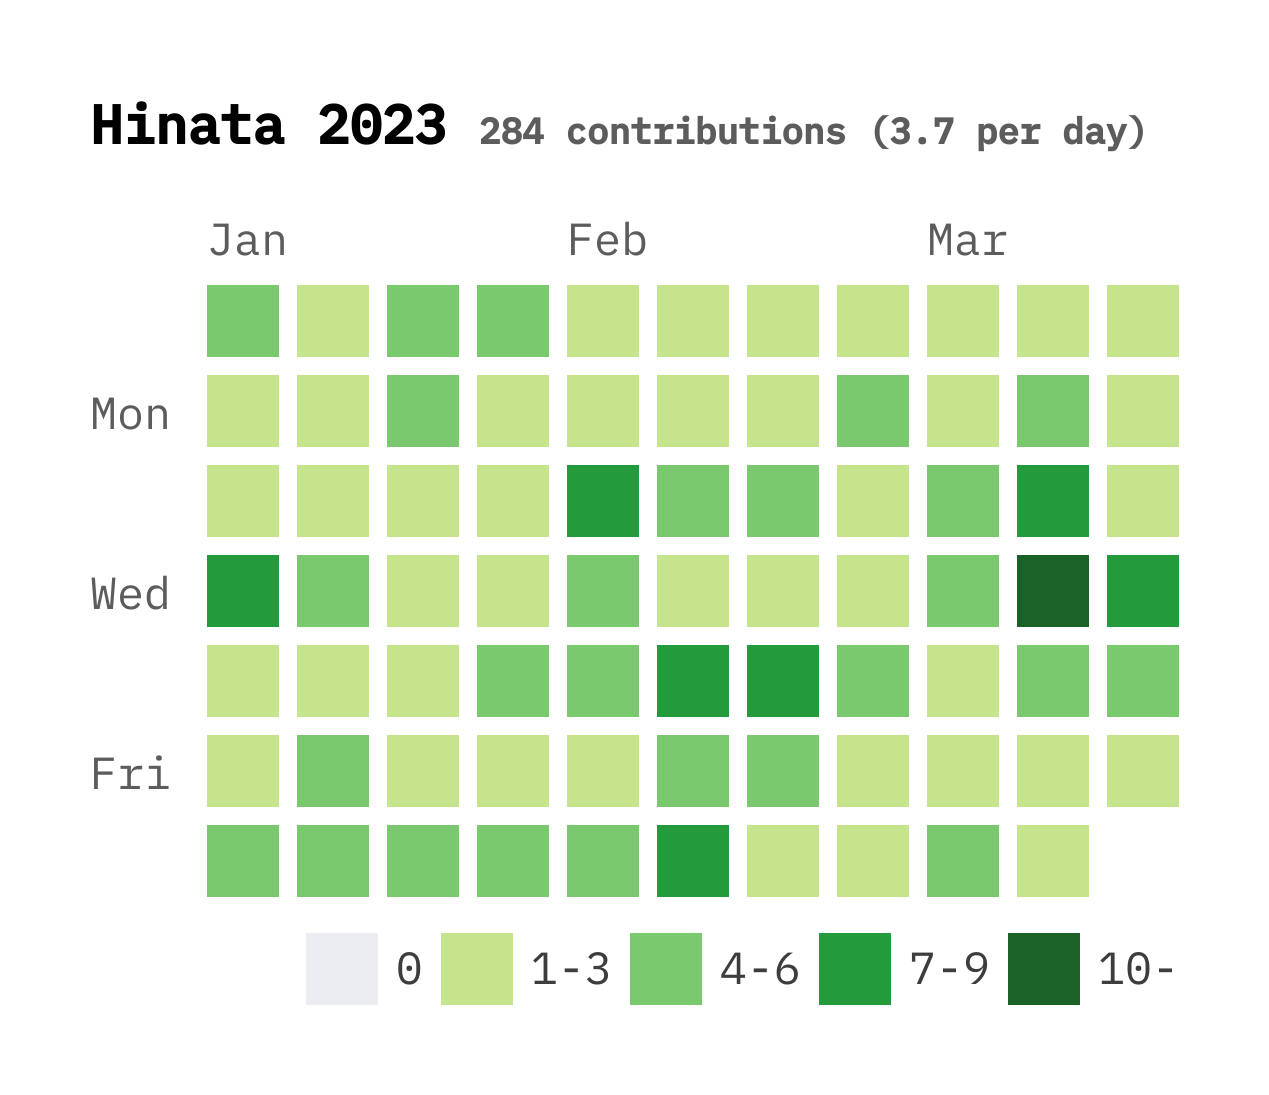 Hinata 2023 284 contributions (3.7 per day)
Jan Feb Mar
Mon
Wed
Fri
0 1-3 4-6 7-9 10-